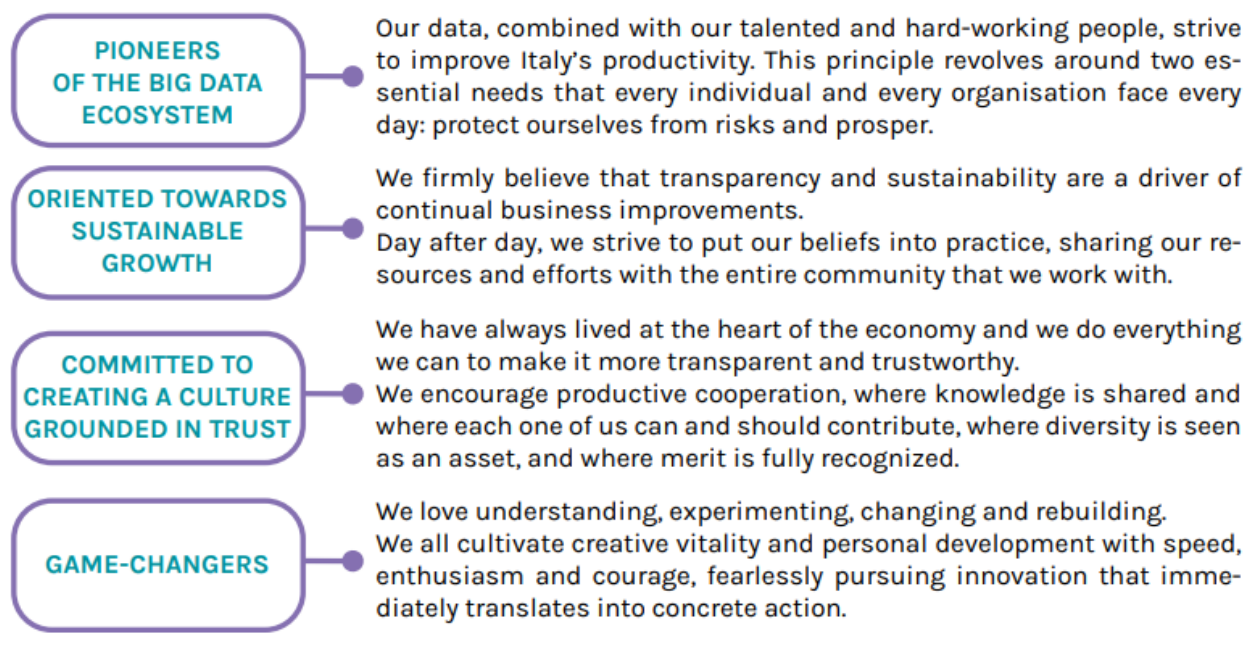 PIONEERS
OF THE BIG DATA
ECOSYSTEM
Our data, combined with our talented and hard-working people, strive
to improve Italy's productivity. This principle revolves around two es-
sential needs that every individual and every organisation face every
day: protect ourselves from risks and prosper.
ORIENTED TOWARDS
SUSTAINABLE
GROWTH
We firmly believe that transparency and sustainability are a driver of
continual business improvements.
Day after day, we strive to put our beliefs into practice, sharing our re-
sources and efforts with the entire community that we work with.
COMMITTED TO
CREATING A CULTURE
GROUNDED IN TRUST
We have always lived at the heart of the economy and we do everything
we can to make it more transparent and trustworthy.
We encourage productive cooperation, where knowledge is shared and
where each one of us can and should contribute, where diversity is seen
as an asset, and where merit is fully recognized.
GAME-CHANGERS
We love understanding, experimenting, changing and rebuilding.
We all cultivate creative vitality and personal development with speed,
enthusiasm and courage, fearlessly pursuing innovation that imme-
diately translates into concrete action.